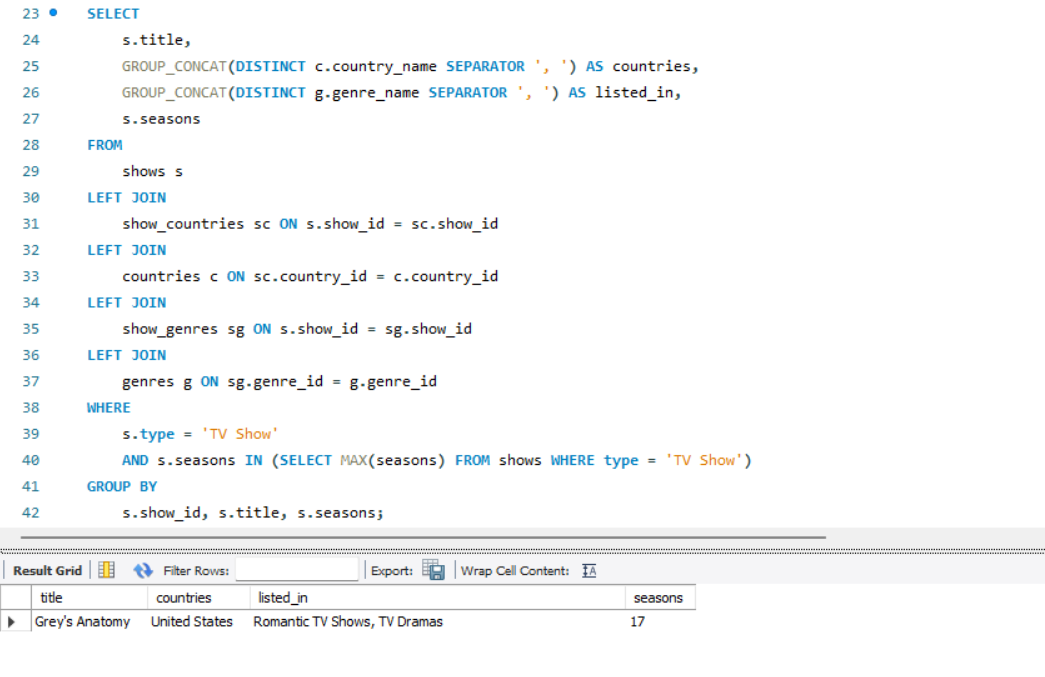 23 SELECT
24 s.title,
25 GROUP_CONCAT(DISTINCT c.country_name SEPARATOR ', ') AS countries,
26 GROUP_CONCAT(DISTINCT g.genre_name SEPARATOR ', ') AS listed_in,
27 s.seasons
28 FROM
29 shows s
30 LEFT JOIN
31 show_countries sc ON s.show_id = sc.show_id
32 LEFT JOIN
33 countries c ON sc.country_id = c.country_id
34 LEFT JOIN
35 show_genres sg ON s.show_id = sg.show_id
36 LEFT JOIN
37 genres g ON sg.genre_id = g.genre_id
38 WHERE
39 s.type = 'TV Show'
40 AND s.seasons IN (SELECT MAX(seasons) FROM shows WHERE type = 'TV Show')
41 GROUP BY
42 s.show_id, s.title, s.seasons;
Result Grid Filter Rows: Export: Wrap Cell Content: IA
title countries listed_in seasons
Grey's Anatomy United States Romantic TV Shows, TV Dramas 17